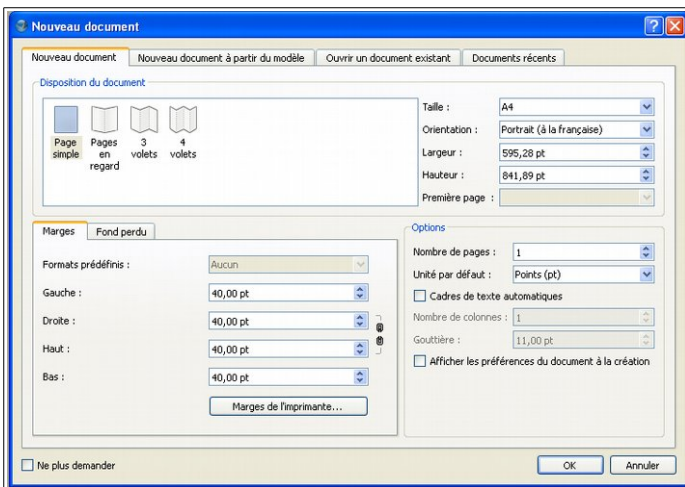 Nouveau document
Nouveau document
Nouveau document à partir du modèle
Ouvrir un document existant
Documents récents
Disposition du document
Page simple
Pages en regard
3 volets
4 volets
Taille : A4
Orientation : Portrait (à la française)
Largeur : 595,28 pt
Hauteur : 841,89 pt
Première page :
Marges
Fond perdu
Formats prédéfinis : Aucun
Gauche : 40,00 pt
Droite : 40,00 pt
Haut : 40,00 pt
Bas : 40,00 pt
Marges de l'imprimante...
Options
Nombre de pages : 1
Unité par défaut : Points (pt)
Cadres de texte automatiques
Nombre de colonnes : 1
Gouttière : 11,00 pt
Afficher les préférences du document à la création
Ne plus demander
OK
Annuler